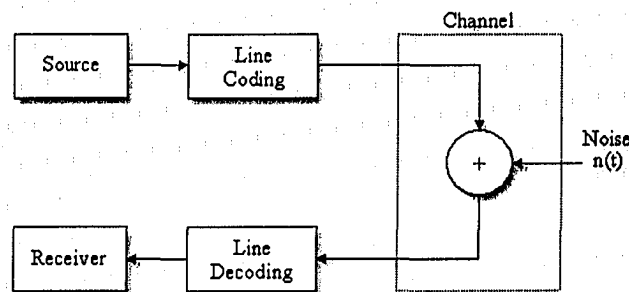 Channel
Source
Line
Coding
+
Noise
n(t)
Receiver
Line
Decoding